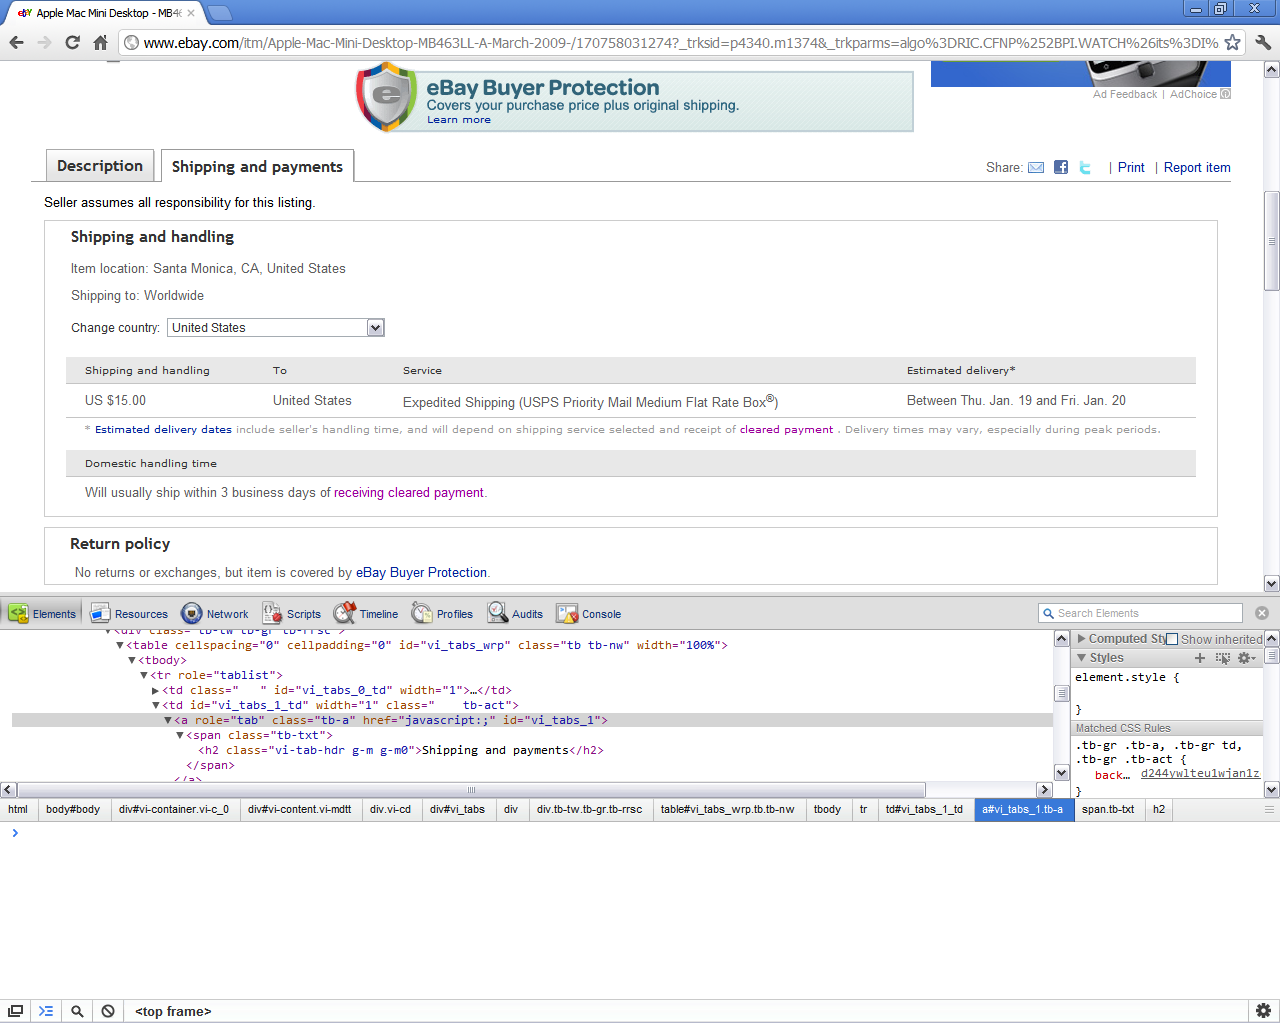 ebY Apple Mac Mini Desktop - MB46
www.ebay.com/itm/Apple-Mac-Mini-Desktop-MB463LL-A-March-2009-/170758031274?_trksid=p4340.m1374&_trkparms=algo%3DRIC.CFNP%252BPI.WATCH%26its%3DI%
eBay Buyer Protection
Covers your purchase price plus original shipping.
Learn more
Ad Feedback | AdChoice
Description
Shipping and payments
Share: | Print | Report item
Seller assumes all responsibility for this listing.
Shipping and handling
Item location: Santa Monica, CA, United States
Shipping to: Worldwide
Change country: United States
Shipping and handling To Service Estimated delivery*
US $15.00 United States Expedited Shipping (USPS Priority Mail Medium Flat Rate Box®) Between Thu. Jan. 19 and Fri. Jan. 20
* Estimated delivery dates include seller's handling time, and will depend on shipping service selected and receipt of cleared payment . Delivery times may vary, especially during peak periods.
Domestic handling time
Will usually ship within 3 business days of receiving cleared payment.
Return policy
No returns or exchanges, but item is covered by eBay Buyer Protection.
Elements Resources Network Scripts Timeline Profiles Audits Console Search Elements
<div class="tb-tw tb-gr tb-rrsc">
<table cellspacing="0" cellpadding="0" id="vi_tabs_wrp" class="tb tb-nw" width="100%">
<tbody>
<tr role="tablist">
<td class="   " id="vi_tabs_0_td" width="1">…</td>
<td id="vi_tabs_1_td" width="1" class="    tb-act">
<a role="tab" class="tb-a" href="javascript:;" id="vi_tabs_1">
<span class="tb-txt">
<h2 class="vi-tab-hdr g-m g-m0">Shipping and payments</h2>
</span>
</a>
Computed Sty Show inherited
Styles
element.style {
}
Matched CSS Rules
.tb-gr .tb-a, .tb-gr td,
.tb-gr .tb-act {
back… d244ywlteu1wjan1z
}
html body#body div#vi-container.vi-c_0 div#vi-content.vi-mdtt div.vi-cd div#vi_tabs div div.tb-tw.tb-gr.tb-rrsc table#vi_tabs_wrp.tb.tb-nw tbody tr td#vi_tabs_1_td a#vi_tabs_1.tb-a span.tb-txt h2
>
<top frame>